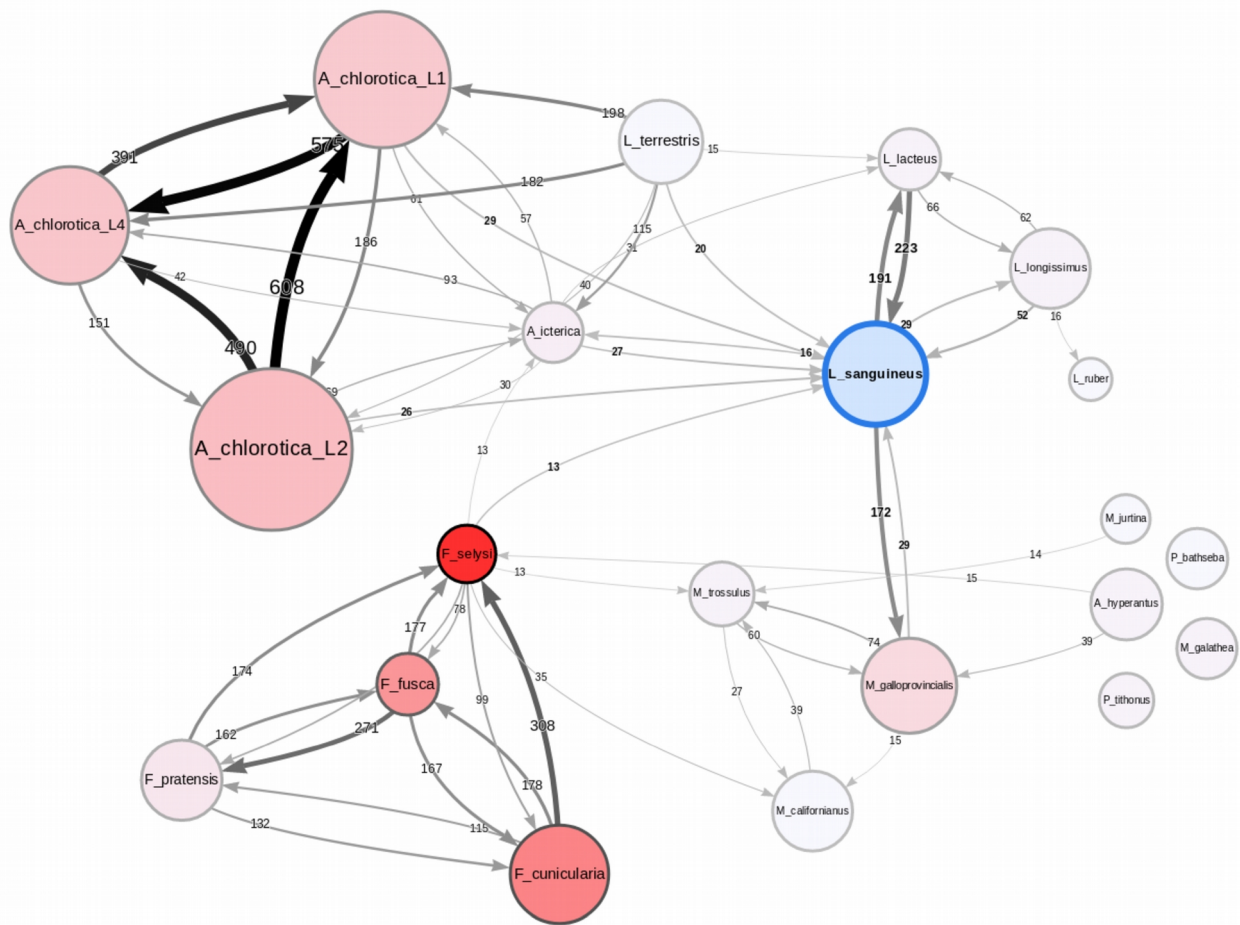 A_chlorotica_L1
575
198
L_terrestris
15
L_lacteus
391
182
A_chlorotica_L4
81
57
29
115
31
20
66
62
223
191
L_longissimus
186
93
42
40
608
151
490
A_icterica
27
16
29
52
16
L_sanguineus
L_ruber
69
30
26
A_chlorotica_L2
13
13
172
29
M_jurtina
14
P_bathseba
F_selysi
13
15
M_trossulus
A_hyperantus
78
177
60
74
39
M_galathea
174
F_fusca
99
35
27
39
M_galloprovincialis
P_tithonus
162
271
308
15
F_pratensis
167
178
132
115
M_californianus
F_cunicularia